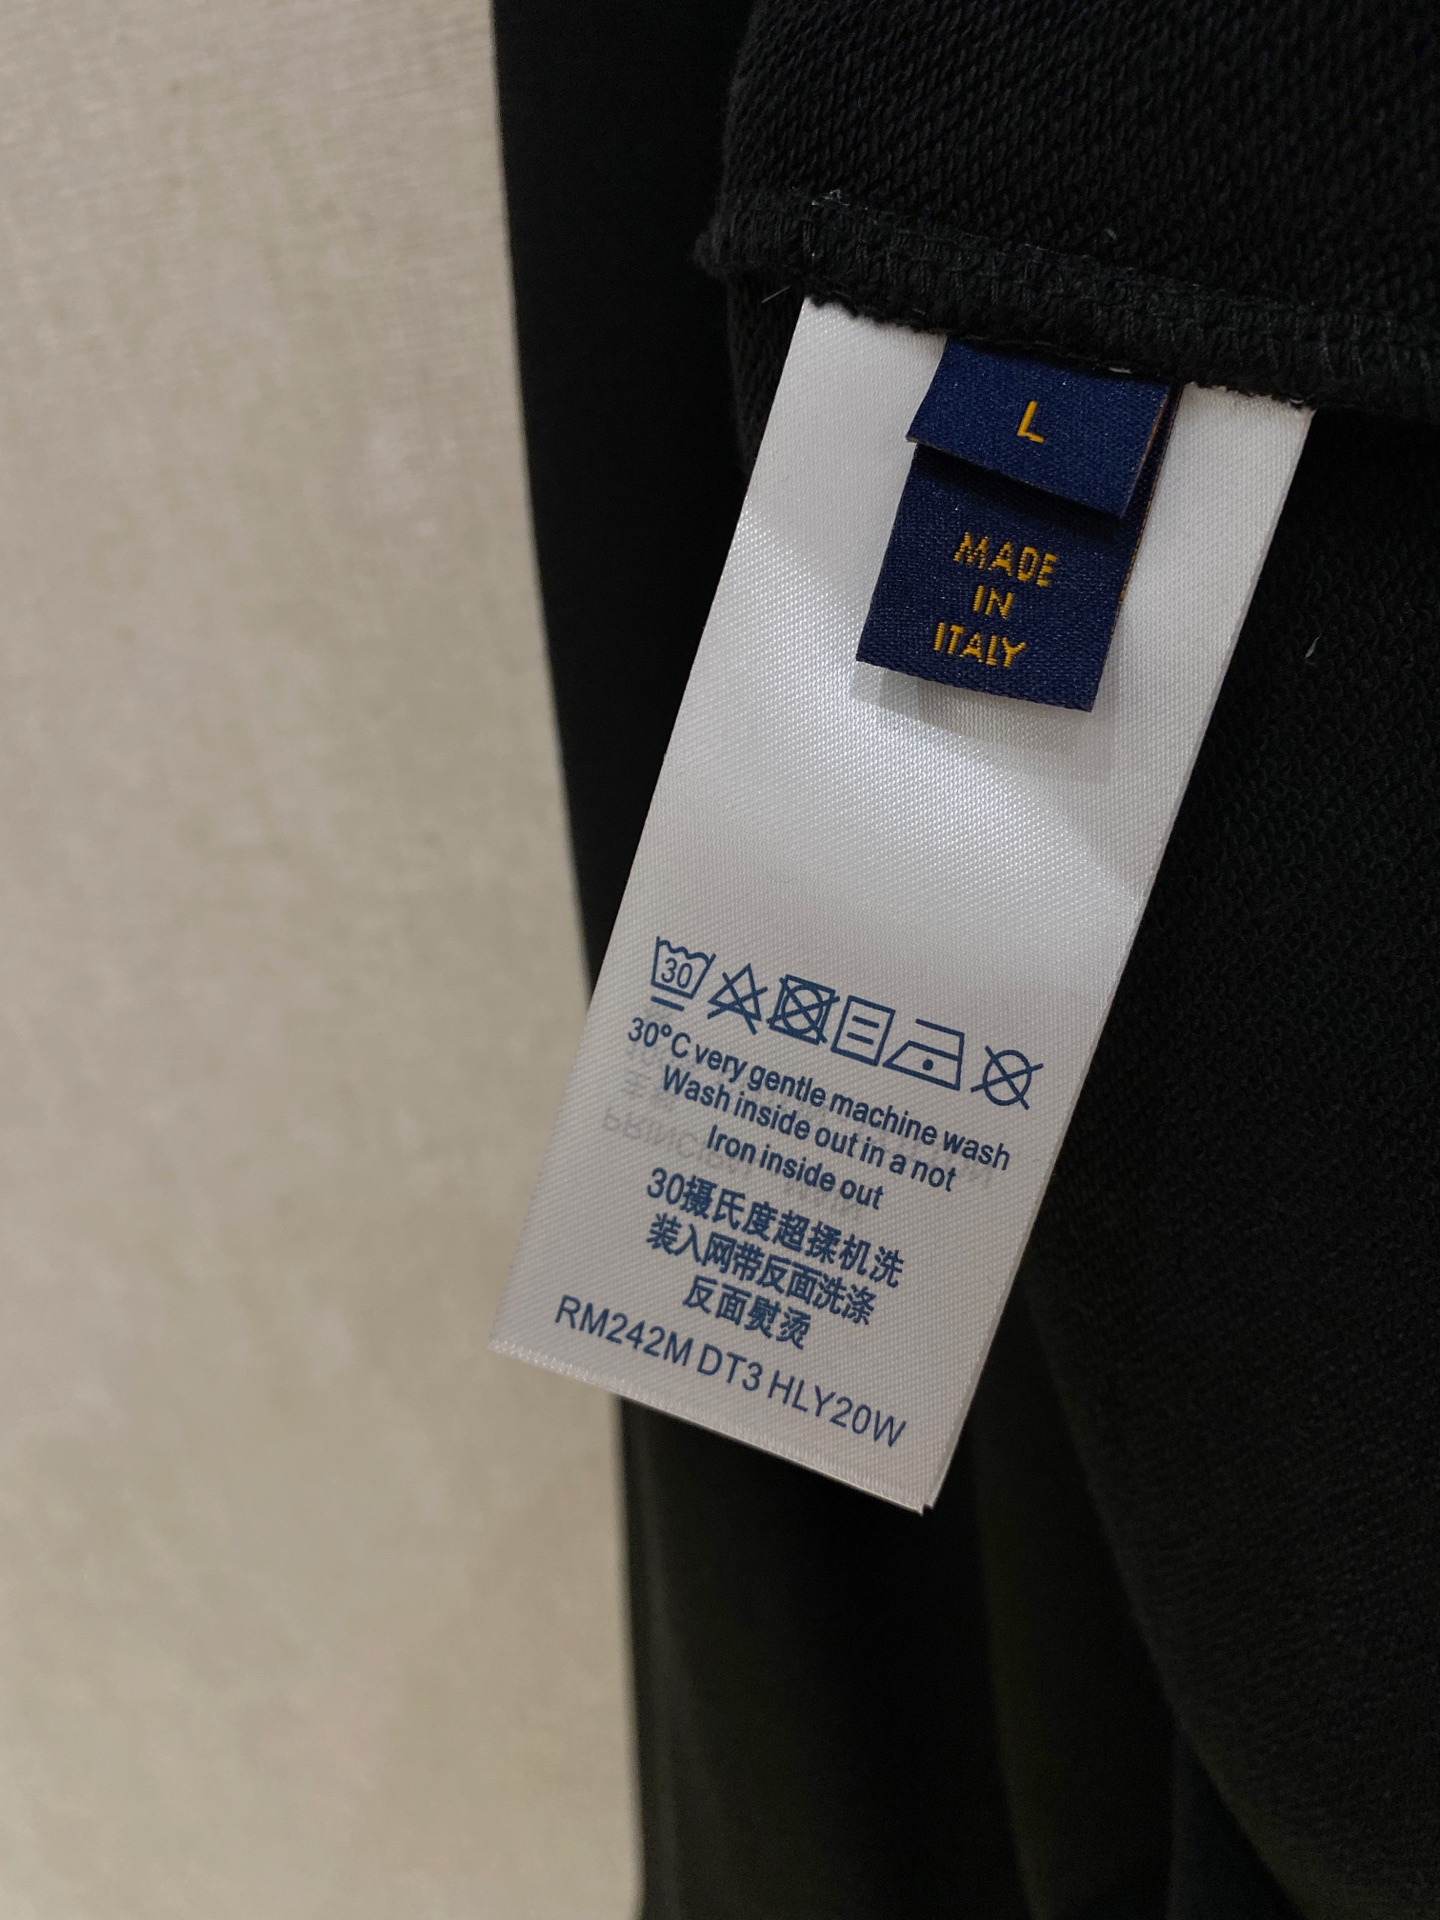 L
MADE
IN
ITALY
30
30°C very gentle machine wash
Wash inside out in a not
Iron inside out
30摄氏度超揉机洗
装入网带反面洗涤
反面熨烫
RM242M DT3 HLY20W